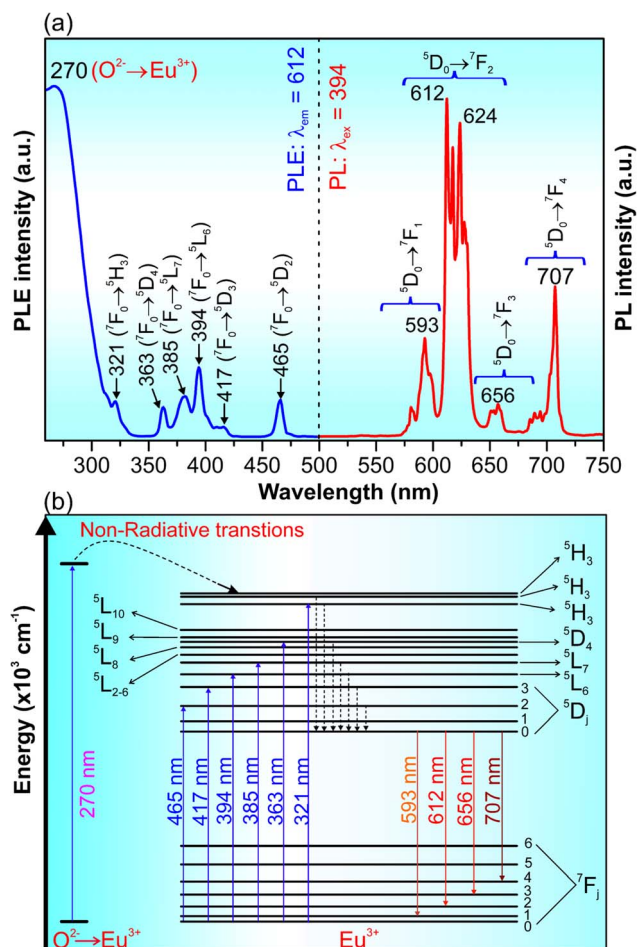 (a)
270 (O²⁻→Eu³⁺)
PLE: λem = 612
PL: λex = 394
⁵D₀→⁷F₂
612
624
⁵D₀→⁷F₁
593
⁵D₀→⁷F₃
656
⁵D₀→⁷F₄
707
321 (⁷F₀→⁵H₃)
363 (⁷F₀→⁵D₄)
385 (⁷F₀→⁵L₇)
394 (⁷F₀→⁵L₆)
417 (⁷F₀→⁵D₃)
465 (⁷F₀→⁵D₂)
PLE intensity (a.u.)
PL intensity (a.u.)
300 350 400 450 500 550 600 650 700 750
Wavelength (nm)
(b)
Non-Radiative transtions
Energy (x10³ cm⁻¹)
⁵L₁₀
⁵L₉
⁵L₈
⁵L₂₋₆
⁵H₃
⁵H₃
⁵H₃
⁵D₄
⁵L₇
⁵L₆
3
2
1
0
⁵Dⱼ
270 nm
465 nm
417 nm
394 nm
385 nm
363 nm
321 nm
593 nm
612 nm
656 nm
707 nm
6
5
4
3
2
1
0
⁷Fⱼ
O²⁻→Eu³⁺
Eu³⁺